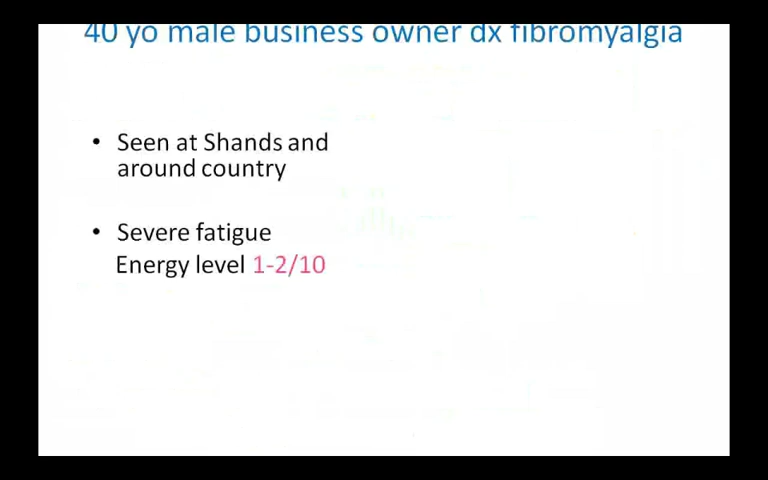 40 yo male business owner dx fibromyalgia
• Seen at Shands and
around country
• Severe fatigue
Energy level 1-2/10